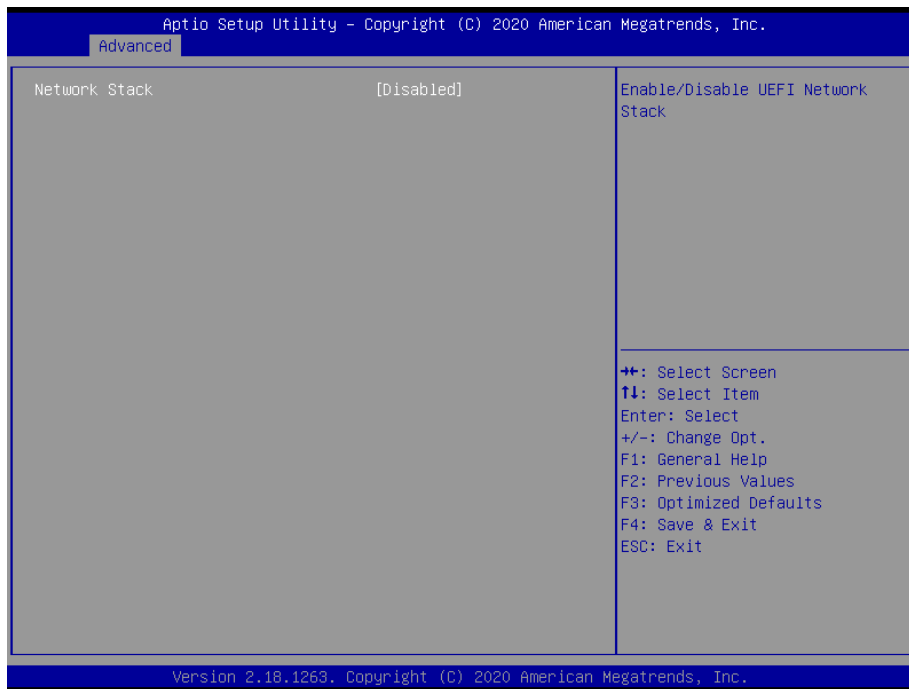 Aptio Setup Utility – Copyright (C) 2020 American Megatrends, Inc.
Advanced
Network Stack [Disabled]
Enable/Disable UEFI Network
Stack
→←: Select Screen
↑↓: Select Item
Enter: Select
+/-: Change Opt.
F1: General Help
F2: Previous Values
F3: Optimized Defaults
F4: Save & Exit
ESC: Exit
Version 2.18.1263. Copyright (C) 2020 American Megatrends, Inc.